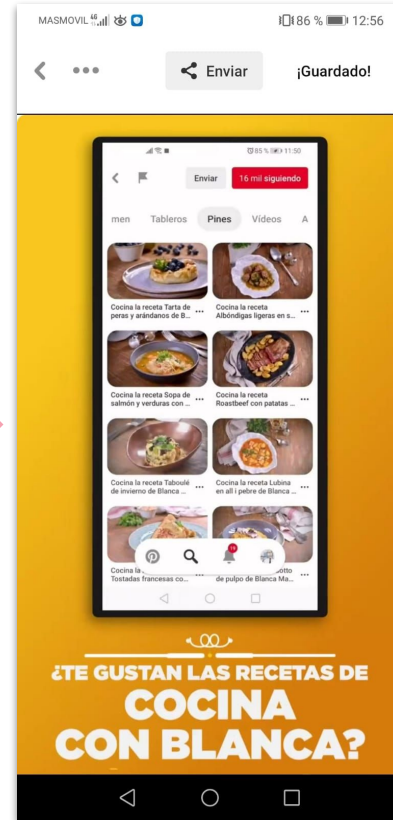 MASMOVIL 4G 86 % 12:56
Enviar ¡Guardado!
85 % 11:50
Enviar 16 mil siguiendo
men Tableros Pines Vídeos A
Cocina la receta Tarta de
peras y arándanos de B...
Cocina la receta
Albóndigas ligeras en s...
Cocina la receta Sopa de
salmón y verduras con ...
Cocina la receta
Roastbeef con patatas ...
Cocina la receta Taboulé
de invierno de Blanca ...
Cocina la receta Lubina
en all i pebre de Blanca ...
Cocina la
Tostadas francesas co...
otto
de pulpo de Blanca Ma...
¿TE GUSTAN LAS RECETAS DE
COCINA
CON BLANCA?